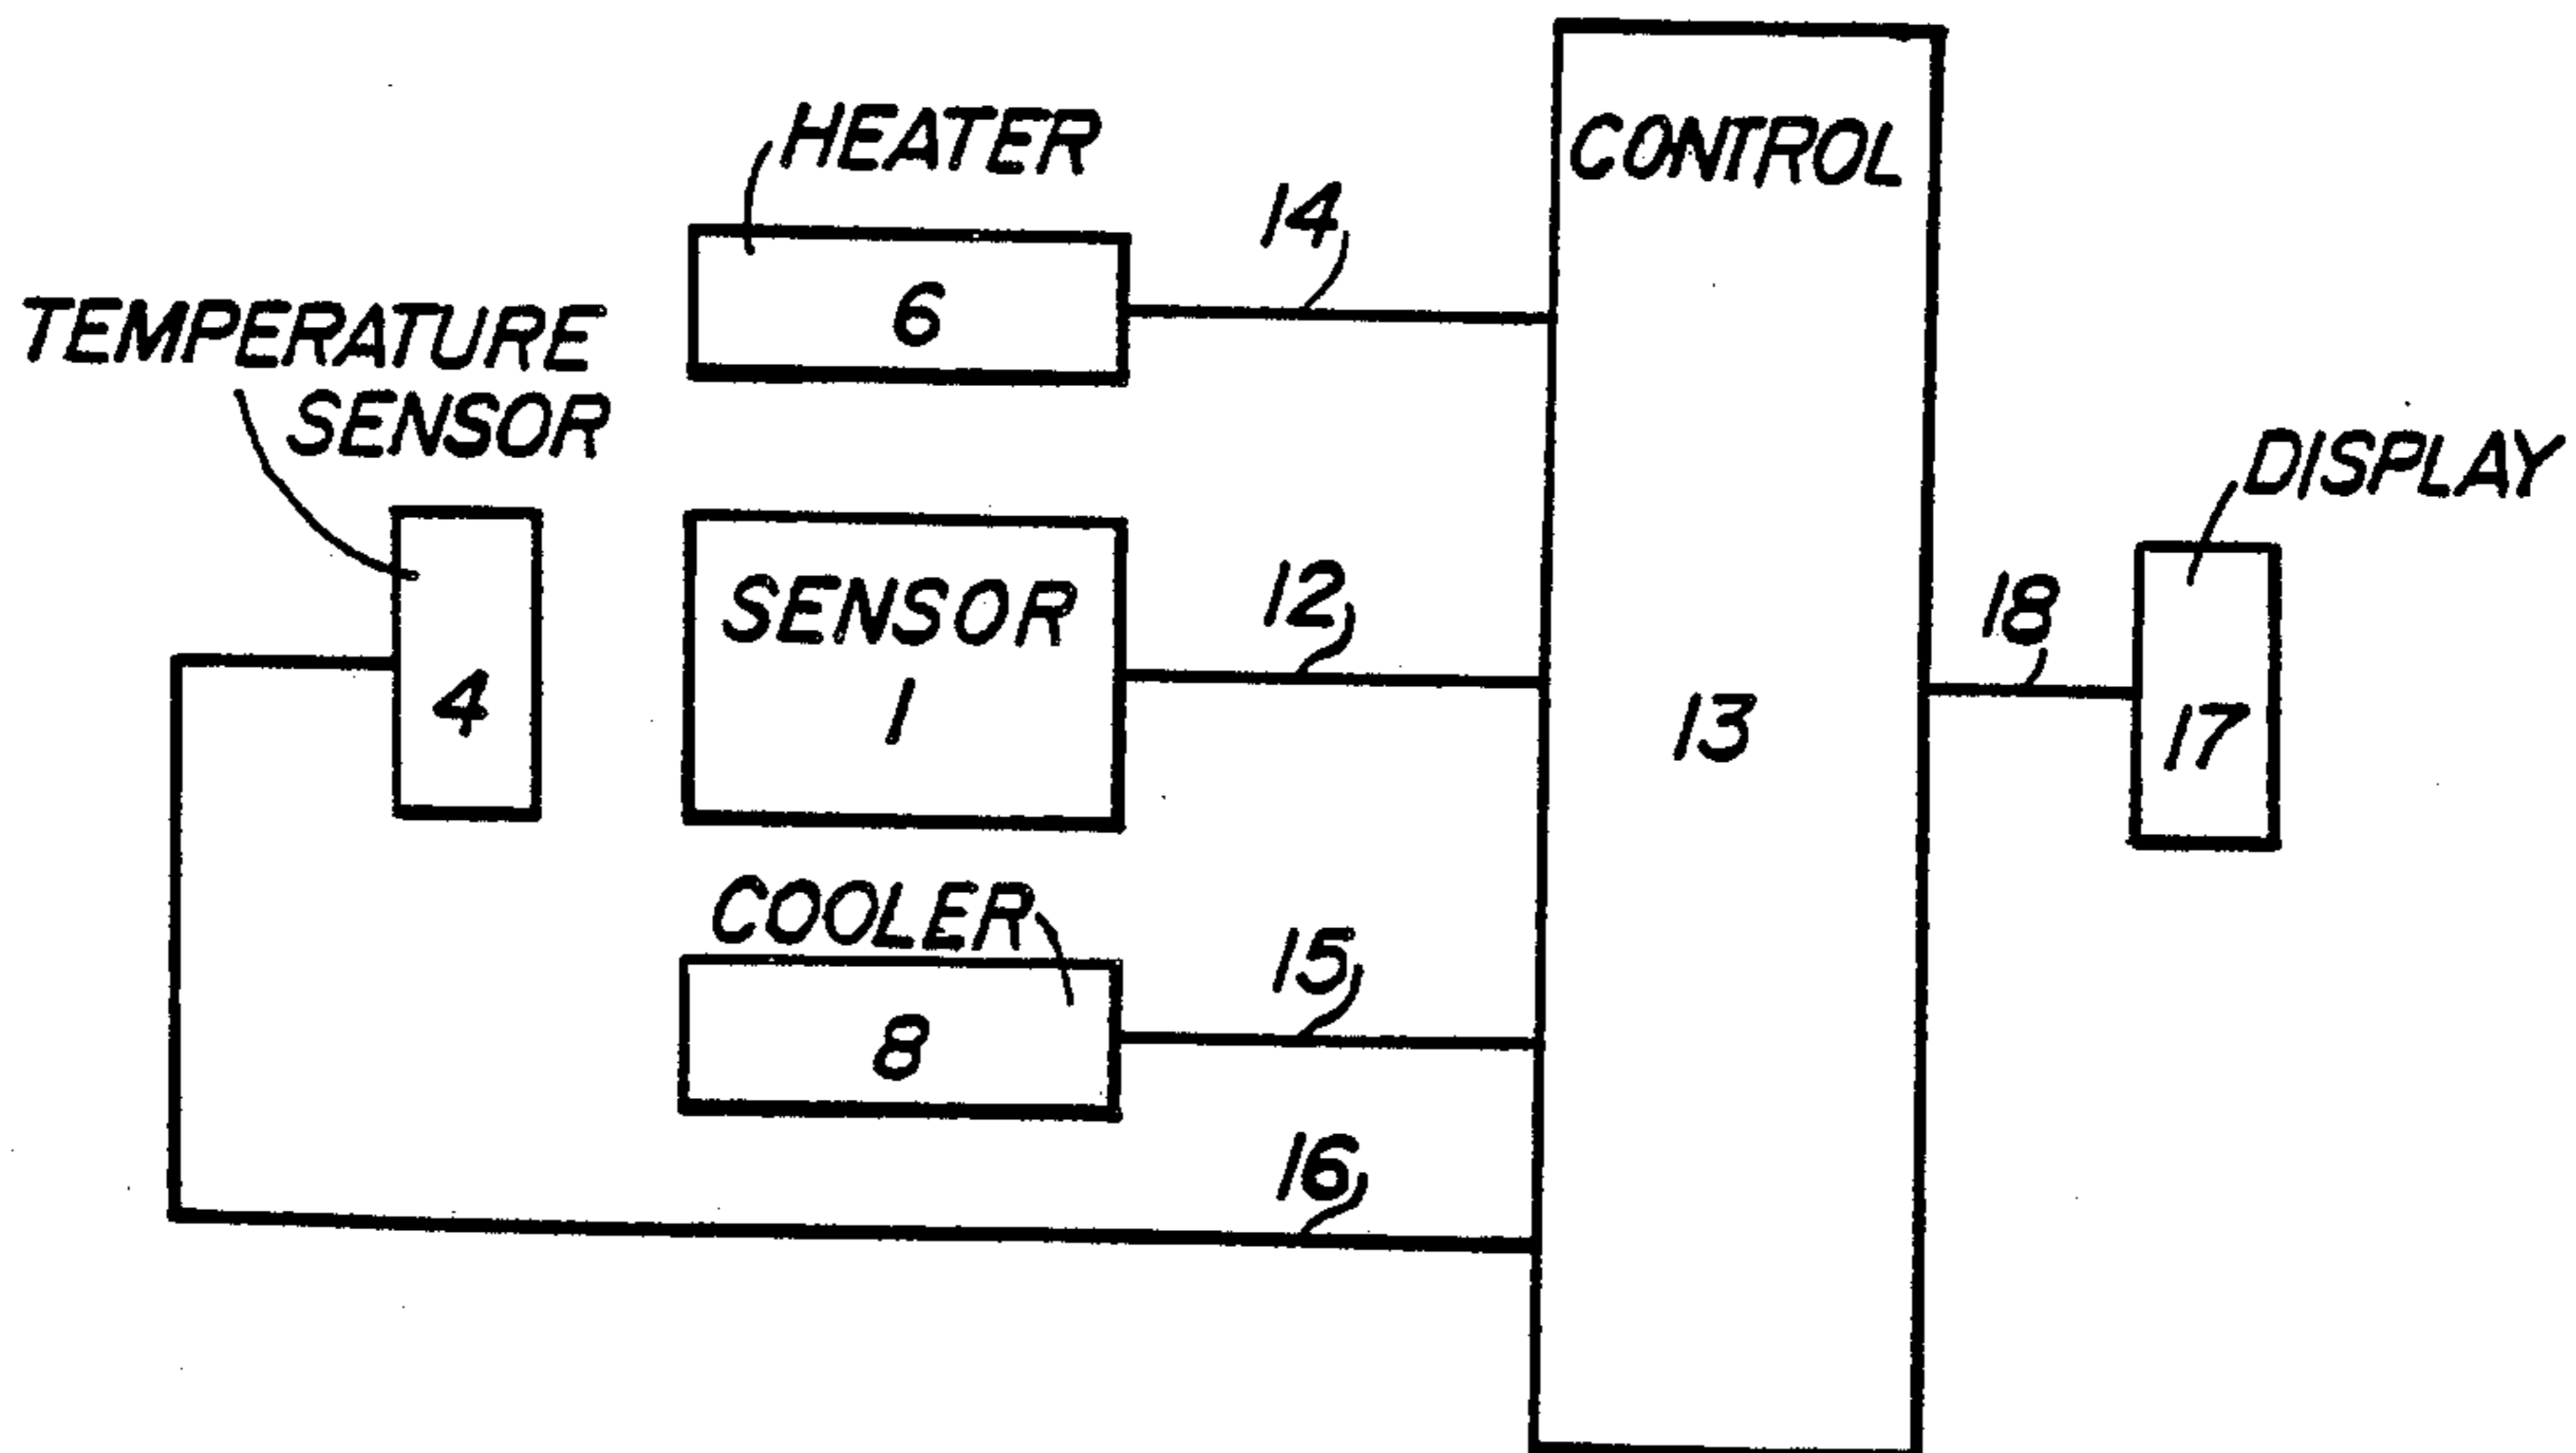 HEATER
6
14
CONTROL
13
TEMPERATURE
SENSOR
4
SENSOR
1
12
DISPLAY
18
17
COOLER
8
15
16